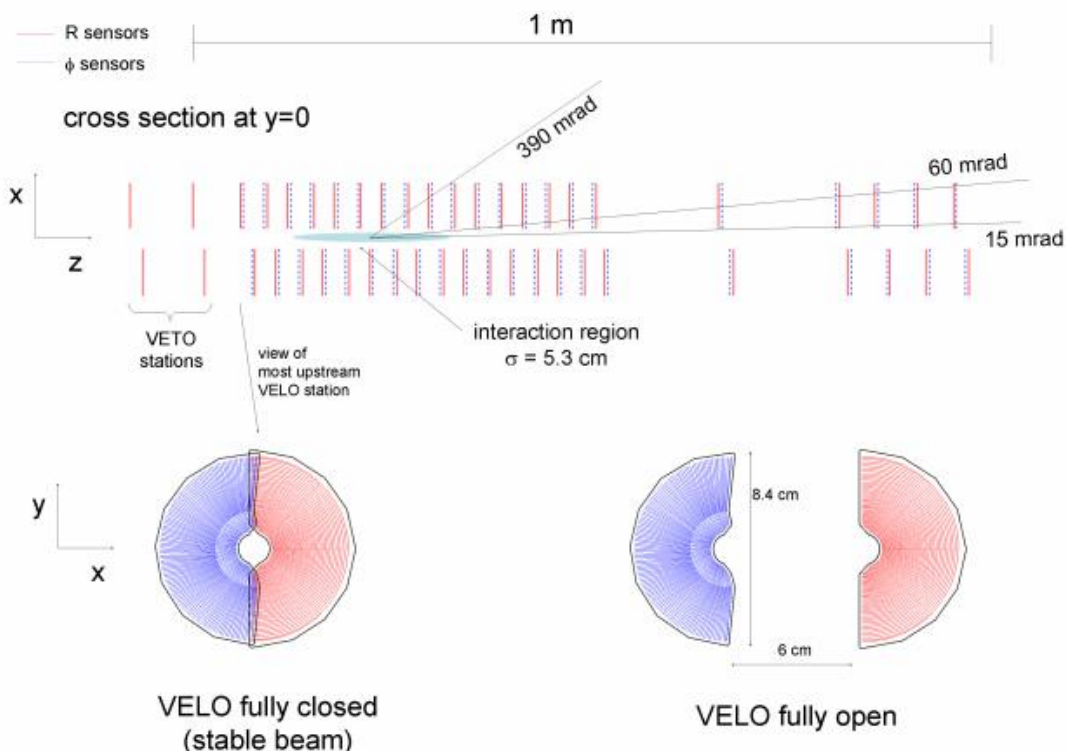 R sensors
ϕ sensors
1 m
cross section at y=0
390 mrad
60 mrad
15 mrad
x
z
VETO
stations
interaction region
σ = 5.3 cm
view of
most upstream
VELO station
y
x
8.4 cm
6 cm
VELO fully closed
(stable beam)
VELO fully open